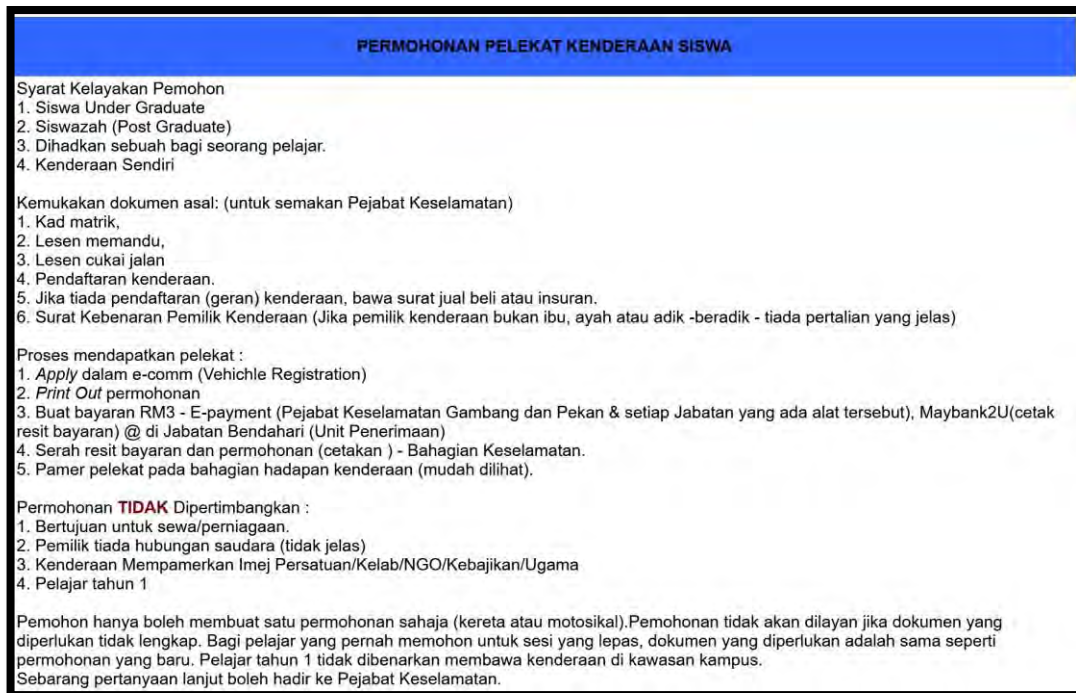 PERMOHONAN PELEKAT KENDERAAN SISWA
Syarat Kelayakan Pemohon
1. Siswa Under Graduate
2. Siswazah (Post Graduate)
3. Dihadkan sebuah bagi seorang pelajar.
4. Kenderaan Sendiri
Kemukakan dokumen asal: (untuk semakan Pejabat Keselamatan)
1. Kad matrik,
2. Lesen memandu,
3. Lesen cukai jalan
4. Pendaftaran kenderaan.
5. Jika tiada pendaftaran (geran) kenderaan, bawa surat jual beli atau insuran.
6. Surat Kebenaran Pemilik Kenderaan (Jika pemilik kenderaan bukan ibu, ayah atau adik -beradik - tiada pertalian yang jelas)
Proses mendapatkan pelekat :
1. Apply dalam e-comm (Vehichle Registration)
2. Print Out permohonan
3. Buat bayaran RM3 - E-payment (Pejabat Keselamatan Gambang dan Pekan & setiap Jabatan yang ada alat tersebut), Maybank2U(cetak
resit bayaran) @ di Jabatan Bendahari (Unit Penerimaan)
4. Serah resit bayaran dan permohonan (cetakan ) - Bahagian Keselamatan.
5. Pamer pelekat pada bahagian hadapan kenderaan (mudah dilihat).
Permohonan TIDAK Dipertimbangkan :
1. Bertujuan untuk sewa/perniagaan.
2. Pemilik tiada hubungan saudara (tidak jelas)
3. Kenderaan Mempamerkan Imej Persatuan/Kelab/NGO/Kebajikan/Ugama
4. Pelajar tahun 1
Pemohon hanya boleh membuat satu permohonan sahaja (kereta atau motosikal).Pemohonan tidak akan dilayan jika dokumen yang
diperlukan tidak lengkap. Bagi pelajar yang pernah memohon untuk sesi yang lepas, dokumen yang diperlukan adalah sama seperti
permohonan yang baru. Pelajar tahun 1 tidak dibenarkan membawa kenderaan di kawasan kampus.
Sebarang pertanyaan lanjut boleh hadir ke Pejabat Keselamatan.